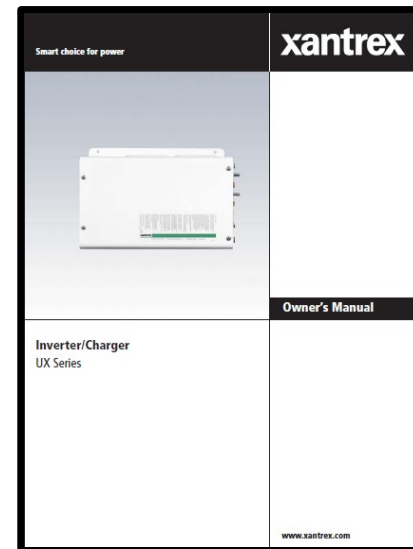 Smart choice for power
xantrex
Owner's Manual
Inverter/Charger
UX Series
www.xantrex.com